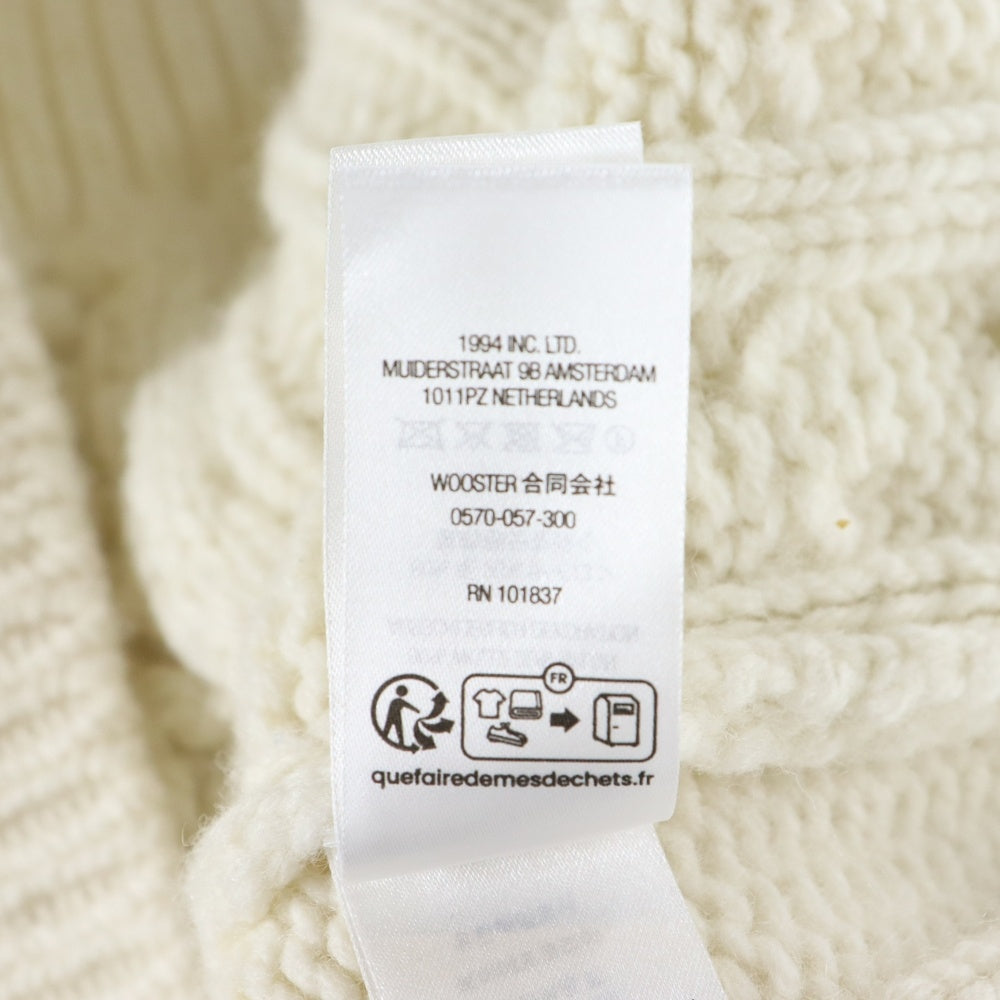 1994 INC. LTD.
MUIDERSTRAAT 9B AMSTERDAM
1011PZ NETHERLANDS
WOOSTER 合同会社
0570-057-300
RN 101837
FR
quefairedemesdechets.fr